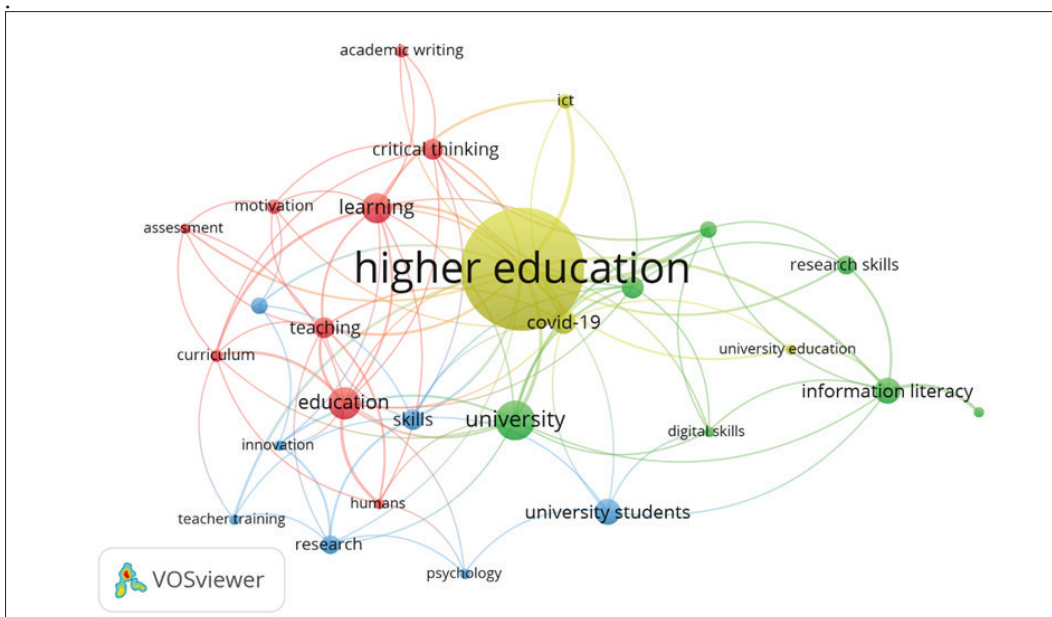 .
academic writing
ict
critical thinking
motivation
learning
assessment
higher education
research skills
teaching
covid-19
curriculum
university education
education
skills
university
information literacy
innovation
digital skills
humans
teacher training
university students
research
psychology
VOSviewer